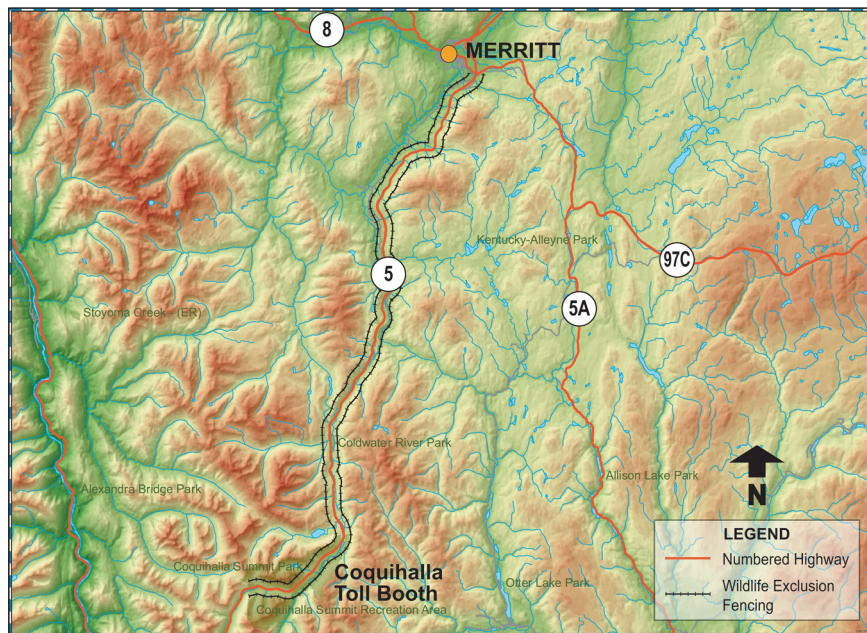 8
MERRITT
Kentucky-Alleyne Park
97C
5
5A
Stoyoma Creek - (ER)
Coldwater River Park
Allison Lake Park
Alexandra Bridge Park
N
LEGEND
Numbered Highway
Wildlife Exclusion
Fencing
Coquihalla Summit Park
Coquihalla
Toll Booth
Otter Lake Park
Coquihalla Summit Recreation Area